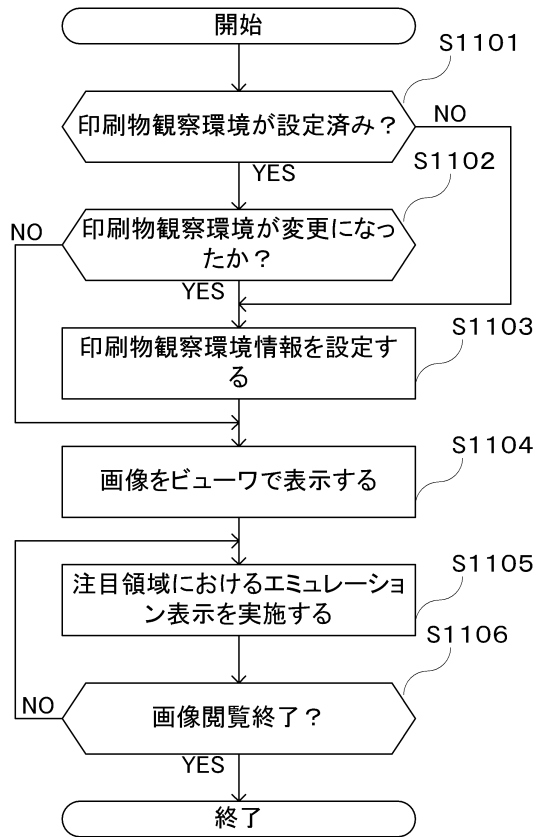 開始
S1101
印刷物観察環境が設定済み？
NO
YES
S1102
印刷物観察環境が変更になっ
たか？
NO
YES
S1103
印刷物観察環境情報を設定す
る
S1104
画像をビューワで表示する
S1105
注目領域におけるエミュレーショ
ン表示を実施する
S1106
画像閲覧終了？
NO
YES
終了